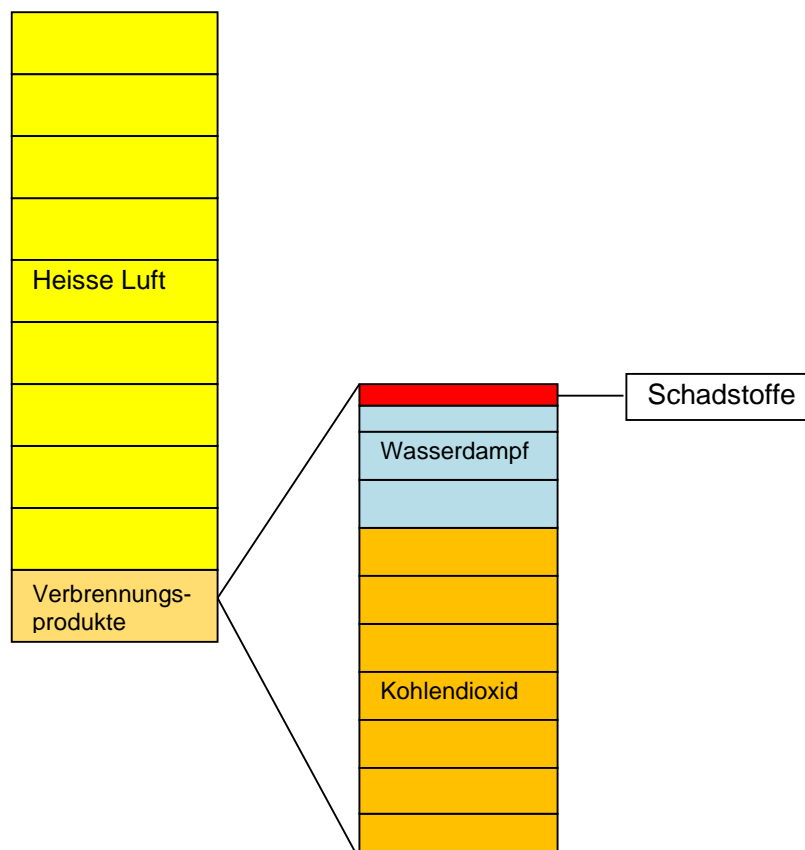 Heisse Luft
Schadstoffe
Wasserdampf
Verbrennungs-
produkte
Kohlendioxid